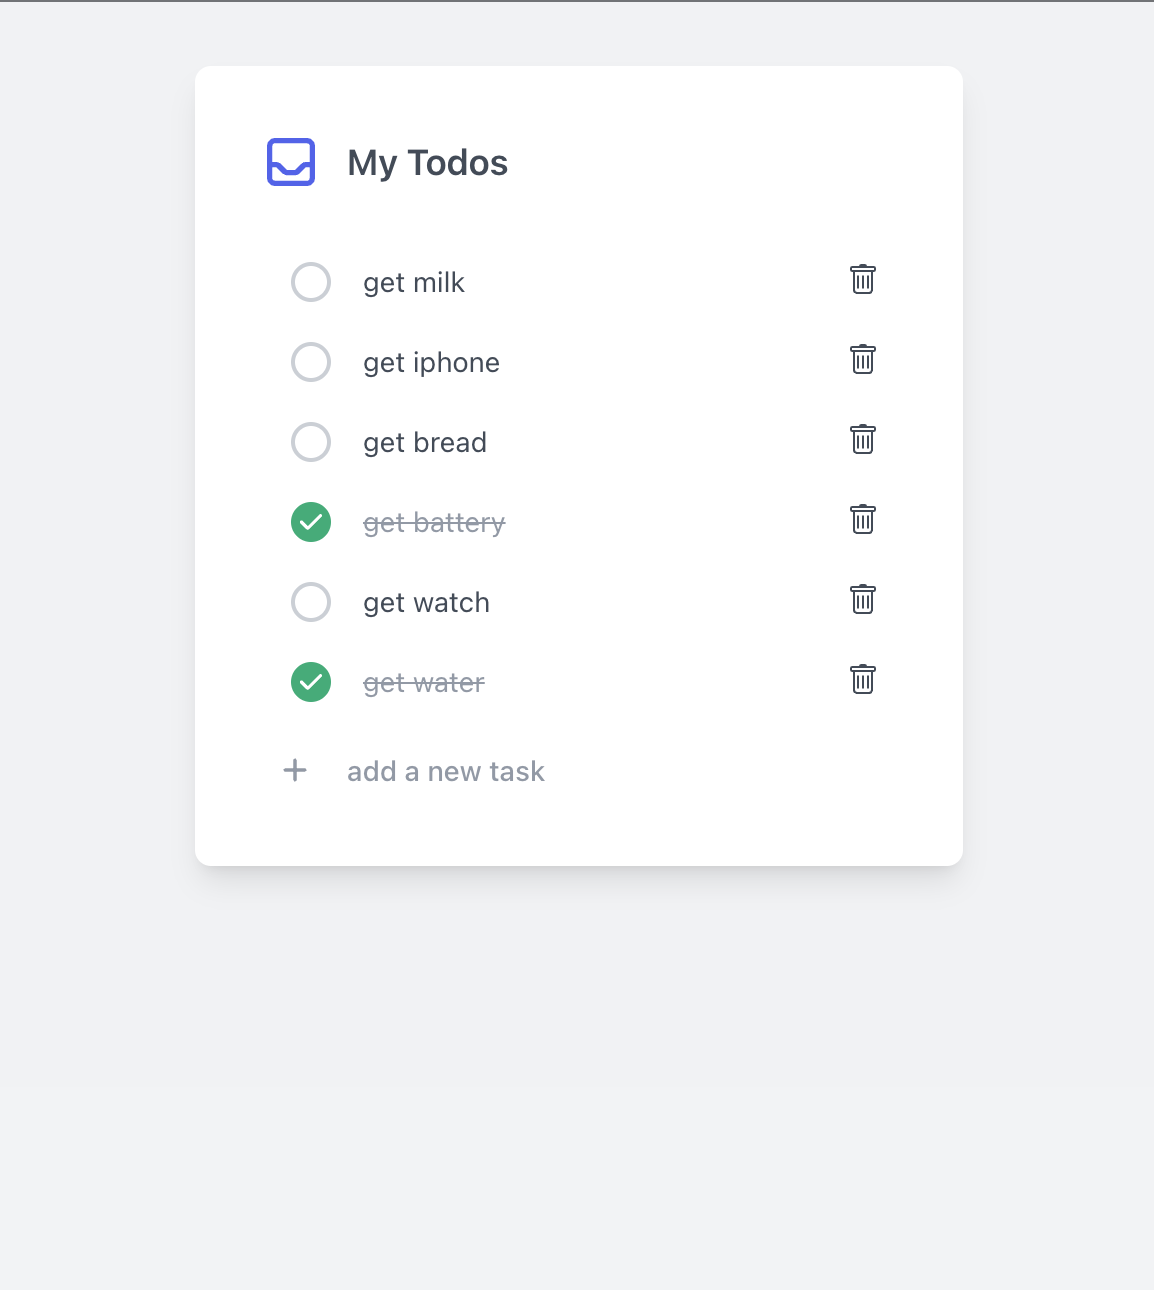 My Todos
get milk
get iphone
get bread
get battery
get watch
get water
add a new task